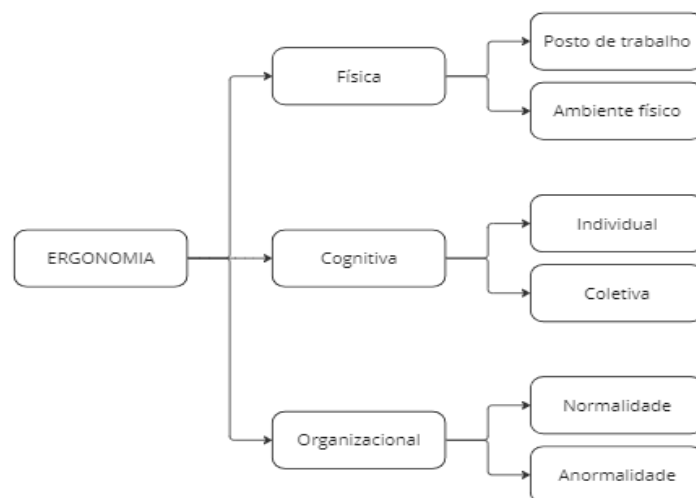 ERGONOMIA
Física
Posto de trabalho
Ambiente físico
Cognitiva
Individual
Coletiva
Organizacional
Normalidade
Anormalidade